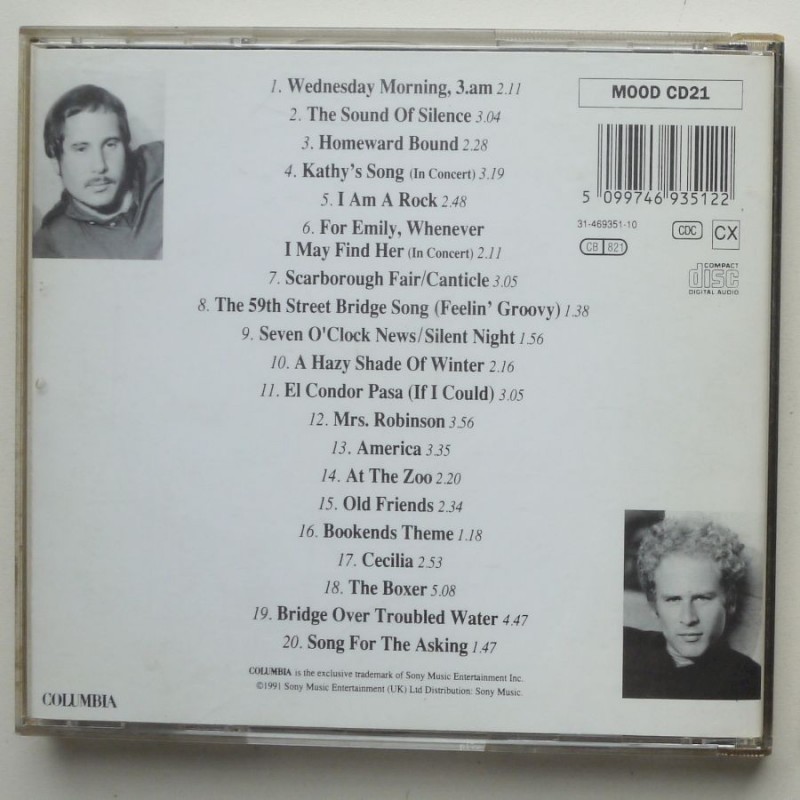 1. Wednesday Morning, 3.am 2.11
2. The Sound Of Silence 3.04
3. Homeward Bound 2.28
4. Kathy's Song (In Concert) 3.19
5. I Am A Rock 2.48
6. For Emily, Whenever
I May Find Her (In Concert) 2.11
7. Scarborough Fair/Canticle 3.05
8. The 59th Street Bridge Song (Feelin' Groovy) 1.38
9. Seven O'Clock News/Silent Night 1.56
10. A Hazy Shade Of Winter 2.16
11. El Condor Pasa (If I Could) 3.05
12. Mrs. Robinson 3.56
13. America 3.35
14. At The Zoo 2.20
15. Old Friends 2.34
16. Bookends Theme 1.18
17. Cecilia 2.53
18. The Boxer 5.08
19. Bridge Over Troubled Water 4.47
20. Song For The Asking 1.47
MOOD CD21
5 099746 935122
31-469351-10
CDC CX
CB 821
COMPACT
disc
DIGITAL AUDIO
COLUMBIA is the exclusive trademark of Sony Music Entertainment Inc.
©1991 Sony Music Entertainment (UK) Ltd Distribution: Sony Music.
COLUMBIA